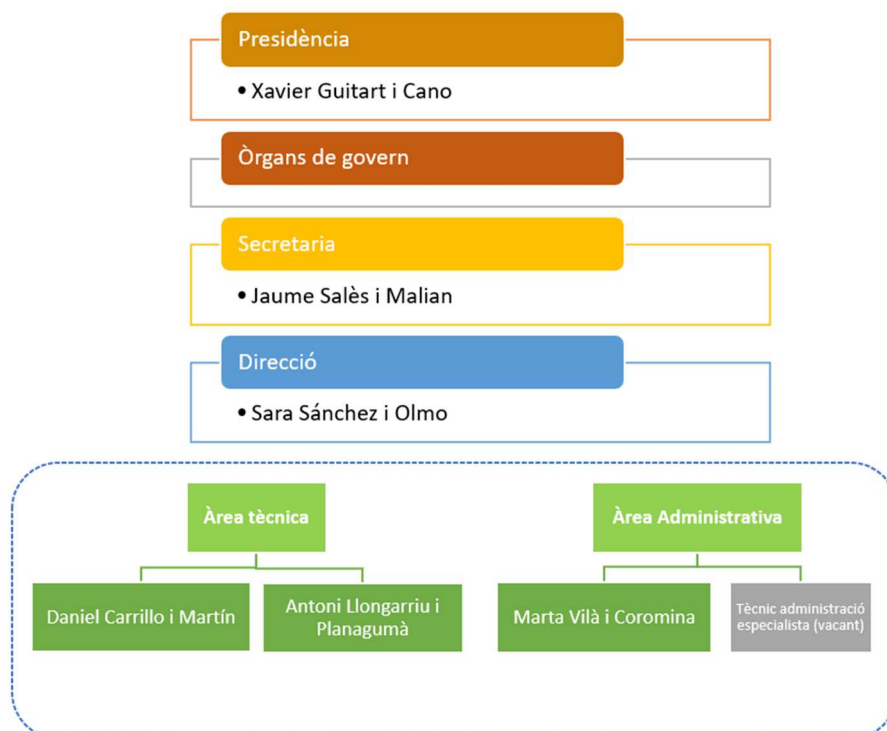 Presidència
• Xavier Guitart i Cano
Òrgans de govern
Secretaria
• Jaume Salès i Malian
Direcció
• Sara Sánchez i Olmo
Àrea tècnica
Àrea Administrativa
Daniel Carrillo i Martín
Antoni Llongarriu i
Planagumà
Marta Vilà i Coromina
Tècnic administració
especialista (vacant)